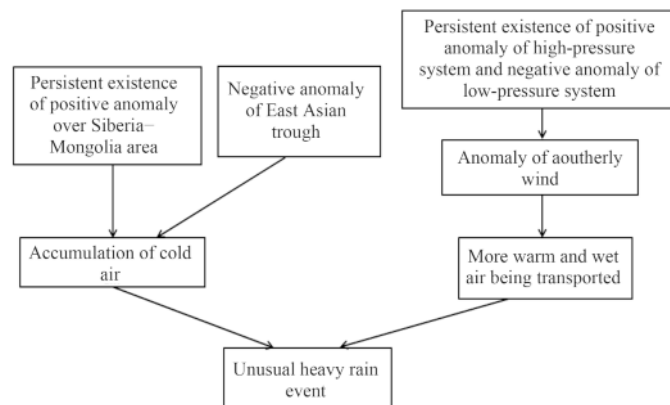 Persistent existence
of positive anomaly
over Siberia–
Mongolia area
Negative anomaly
of East Asian
trough
Persistent existence of positive
anomaly of high-pressure
system and negative anomaly of
low-pressure system
Anomaly of aoutherly
wind
Accumulation of cold
air
More warm and wet
air being transported
Unusual heavy rain
event